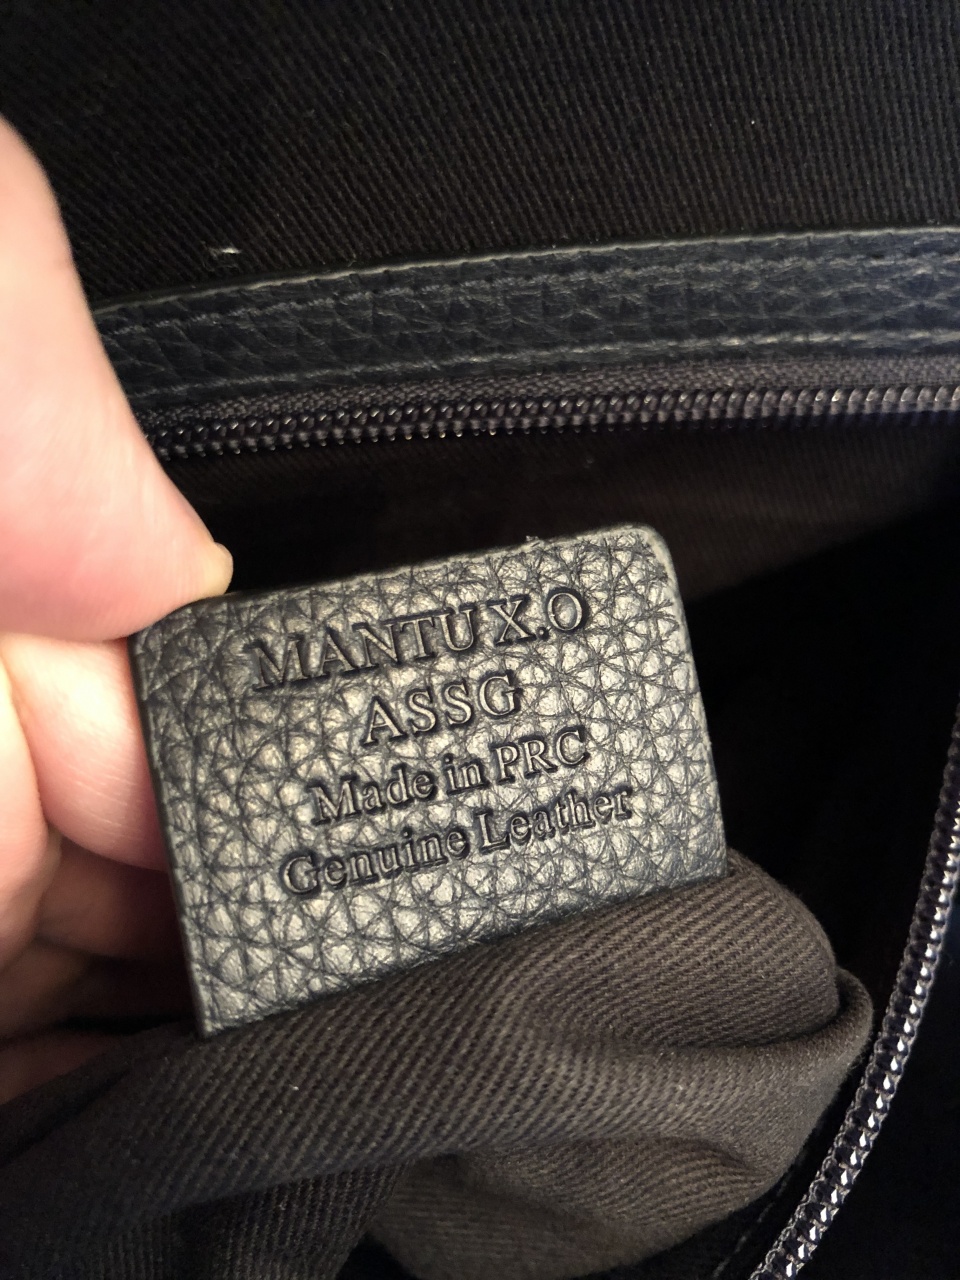 MANTU X.O
ASSG
Made in PRC
Genuine Leather